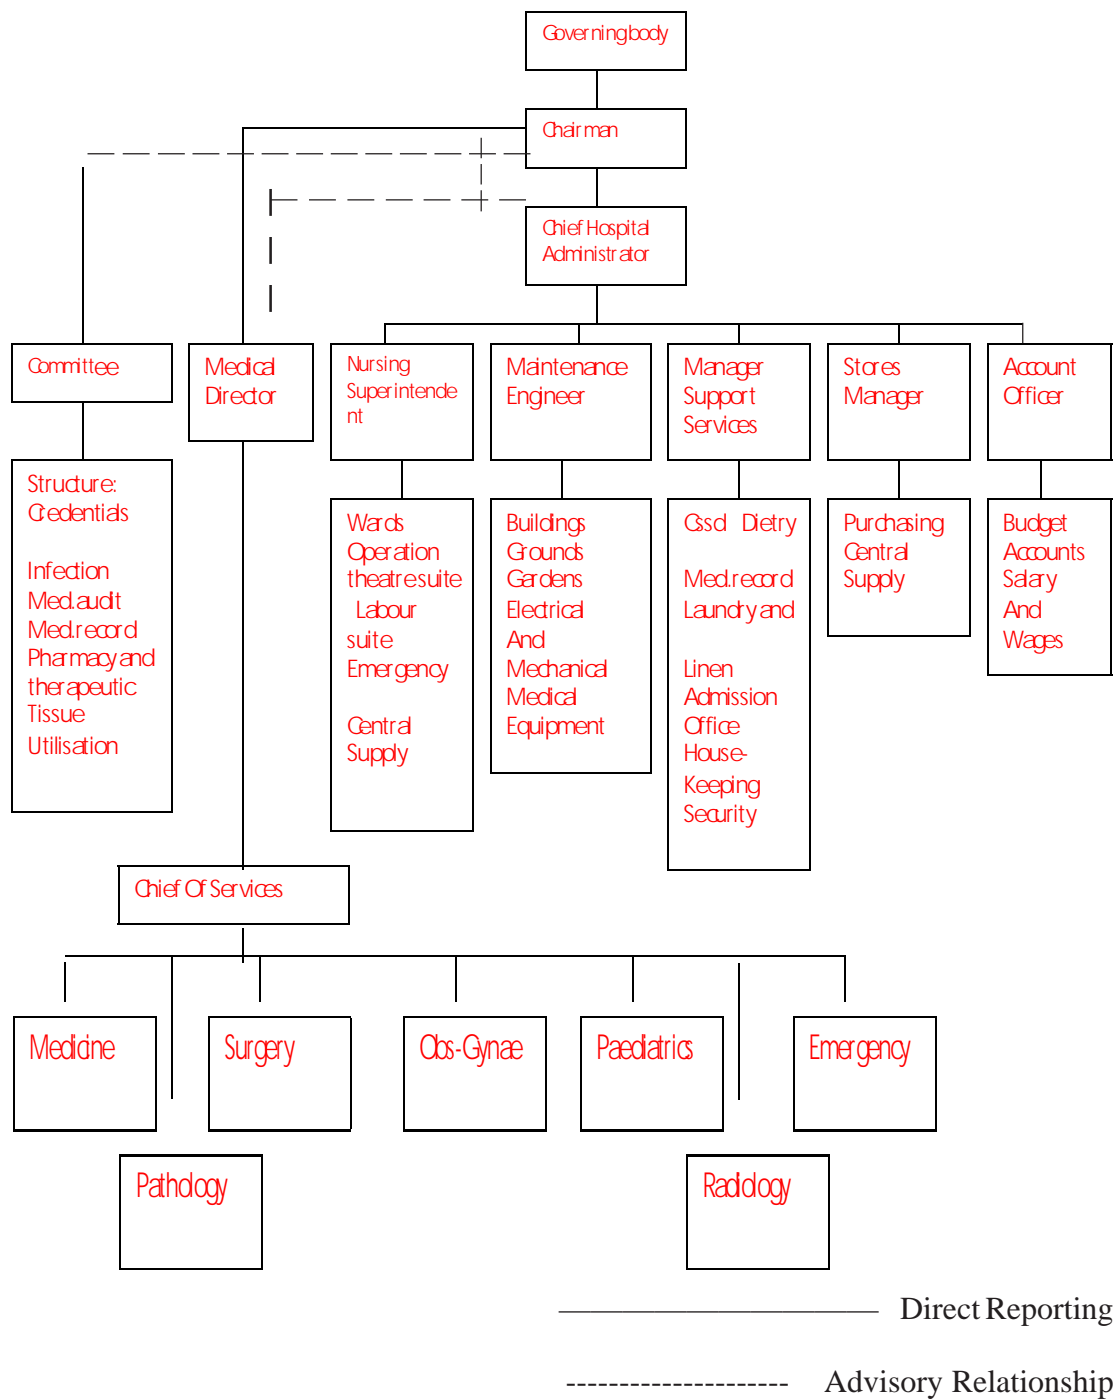 Governing body
Chairman
Chief Hospital
Administrator
Committee
Medical
Director
Nursing
Superintende
nt
Maintenance
Engineer
Manager
Support
Services
Stores
Manager
Account
Officer
Structure:
Credentials
Infection
Med.audit
Med.record
Pharmacy and
therapeutic
Tissue
Utilisation
Wards
Operation
theatre suite
Labour
suite
Emergency
Central
Supply
Buildings
Grounds
Gardens
Electrical
And
Mechanical
Medical
Equipment
Cssd Dietry
Med.record
Laundry and
Linen
Admission
Office
House-
Keeping
Security
Purchasing
Central
Supply
Budget
Accounts
Salary
And
Wages
Chief Of Services
Medicine
Surgery
Obs-Gynae
Paediatrics
Emergency
Pathology
Radiology
Direct Reporting
Advisory Relationship